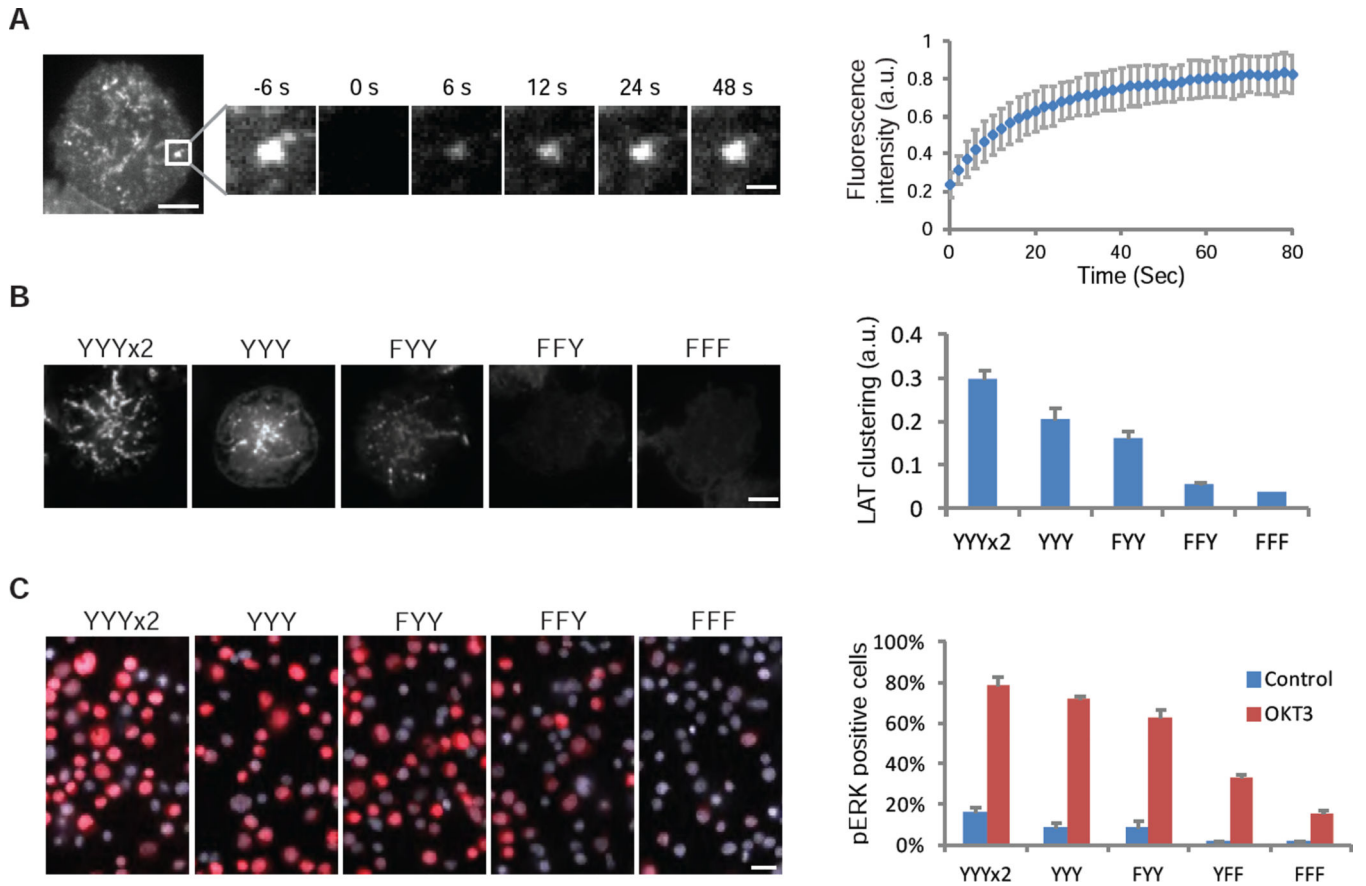 A
-6 s 0 s 6 s 12 s 24 s 48 s
Fluorescence
intensity (a.u.)
1
0.8
0.6
0.4
0.2
0
0 20 40 60 80
Time (Sec)
B
YYYx2 YYY FYY FFY FFF
LAT clustering (a.u.)
0.4
0.3
0.2
0.1
0
YYYx2 YYY FYY FFY FFF
C
YYYx2 YYY FYY FFY FFF
pERK positive cells
100%
80%
60%
40%
20%
0%
Control
OKT3
YYYx2 YYY FYY YFF FFF